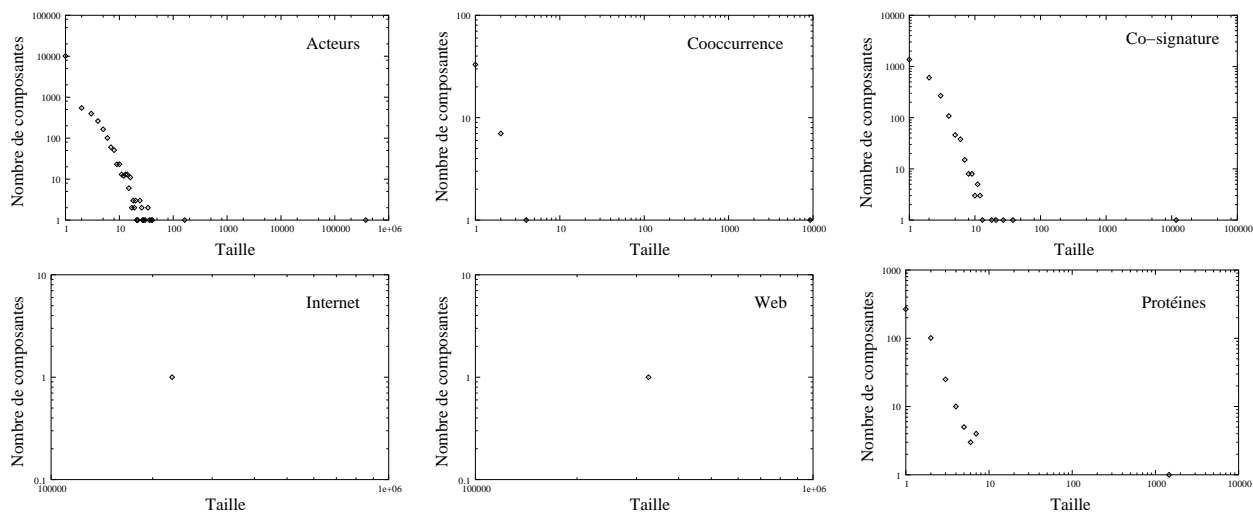 Acteurs
Nombre de composantes
100000
10000
1000
100
10
1
1 10 100 1000 10000 100000 1e+06
Taille
Cooccurrence
Nombre de composantes
100
10
1
1 10 100 1000 10000
Taille
Co−signature
Nombre de composantes
10000
1000
100
10
1
1 10 100 1000 10000 100000
Taille
Internet
Nombre de composantes
10
1
0.1
100000 1e+06
Taille
Web
Nombre de composantes
10
1
0.1
100000 1e+06
Taille
Protéines
Nombre de composantes
1000
100
10
1
1 10 100 1000 10000
Taille